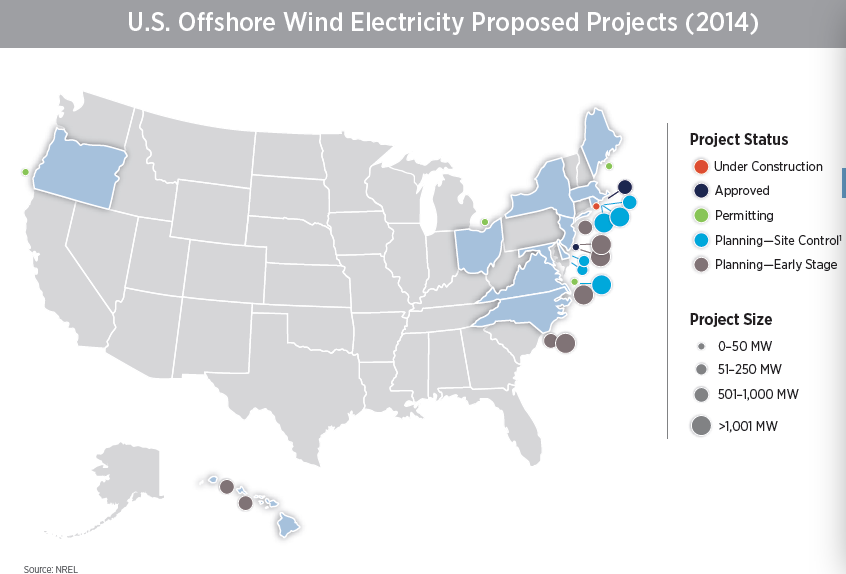 U.S. Offshore Wind Electricity Proposed Projects (2014)
Project Status
Under Construction
Approved
Permitting
Planning—Site Control¹
Planning—Early Stage
Project Size
0–50 MW
51–250 MW
501–1,000 MW
>1,001 MW
Source: NREL